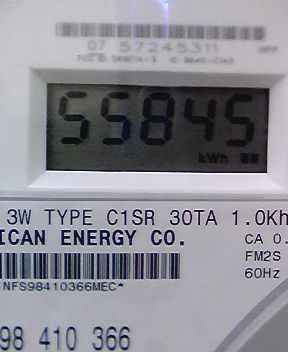 07 57245311
55845
kWh
3W TYPE C1SR 30TA 1.0Kh
ICAN ENERGY CO.
CA 0.
FM2S
60Hz
NFS98410366MEC*
98 410 366